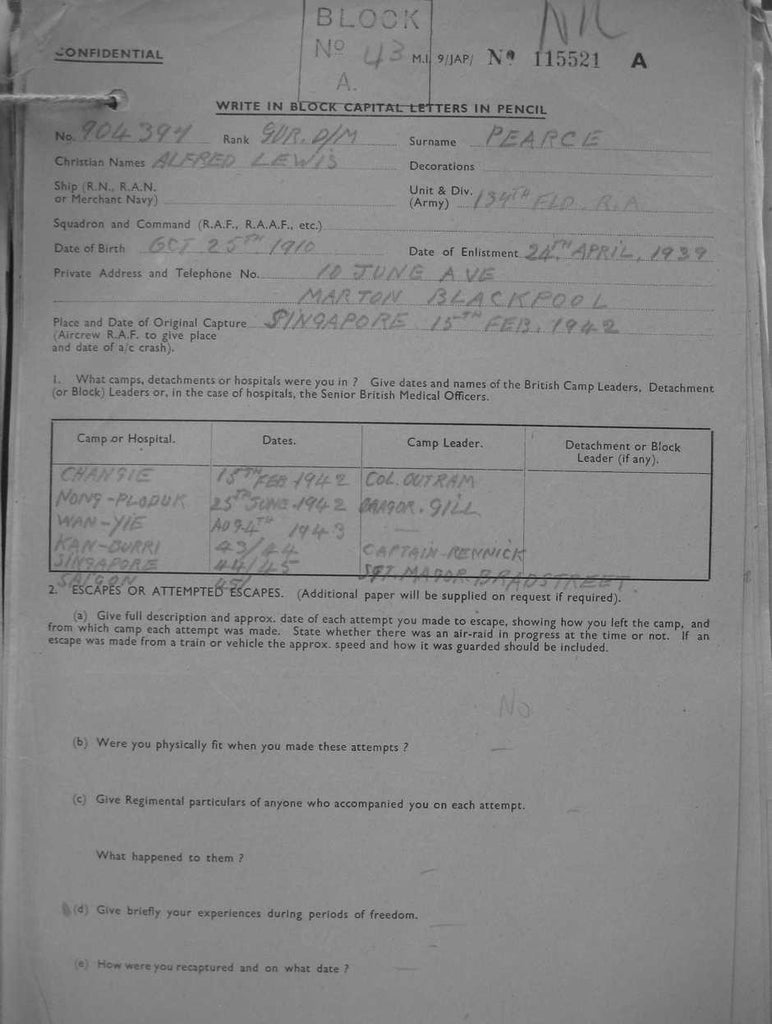 BLOCK
Nº 43
A.
NIL
CONFIDENTIAL
M.I. 9/JAP/ Nº 115521 A
WRITE IN BLOCK CAPITAL LETTERS IN PENCIL
No. 904394 Rank GNR. D/M Surname PEARCE
Christian Names ALFRED LEWIS Decorations
Ship (R.N., R.A.N. or Merchant Navy)
Unit & Div. (Army) 134TH FLD. R.A.
Squadron and Command (R.A.F., R.A.A.F., etc.)
Date of Birth OCT 25TH 1910 Date of Enlistment 24TH APRIL, 1939
Private Address and Telephone No. 10 JUNE AVE
MARTON BLACKPOOL
Place and Date of Original Capture SINGAPORE 15TH FEB. 1942
(Aircrew R.A.F. to give place
and date of a/c crash).
1. What camps, detachments or hospitals were you in ? Give dates and names of the British Camp Leaders, Detachment
(or Block) Leaders or, in the case of hospitals, the Senior British Medical Officers.
Camp or Hospital. Dates. Camp Leader. Detachment or Block
Leader (if any).
CHANGIE 15TH FEB 1942 COL. OUTRAM
NONG-PLODUK 25TH JUNE 1942 GILL
WAN-YIE 4TH 1943 —
KAN-BURRI 43/44 CAPTAIN RENNICK
SINGAPORE 44/45 SGT. MAJOR. BRADSTREET
SAIGON 45/
2. ESCAPES OR ATTEMPTED ESCAPES. (Additional paper will be supplied on request if required).
(a) Give full description and approx. date of each attempt you made to escape, showing how you left the camp, and
from which camp each attempt was made. State whether there was an air-raid in progress at the time or not. If an
escape was made from a train or vehicle the approx. speed and how it was guarded should be included.
No
(b) Were you physically fit when you made these attempts ? —
(c) Give Regimental particulars of anyone who accompanied you on each attempt. —
What happened to them ? —
(d) Give briefly your experiences during periods of freedom. —
(e) How were you recaptured and on what date ? —